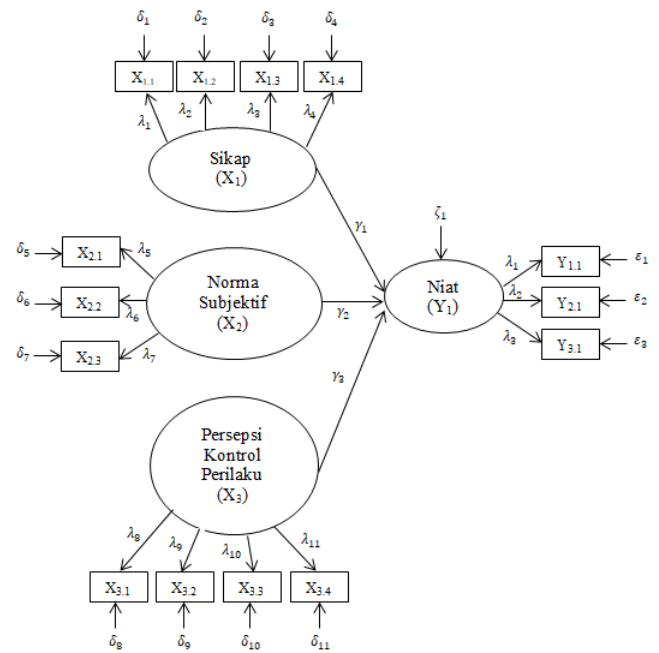 δ₁ δ₂ δ₃ δ₄
X₁.₁ X₁.₂ X₁.₃ X₁.₄
λ₁ λ₂ λ₃ λ₄
Sikap
(X₁)
γ₁
ζ₁
δ₅ X₂.₁ λ₅
δ₆ X₂.₂ λ₆
δ₇ X₂.₃ λ₇
Norma
Subjektif
(X₂)
γ₂
Niat
(Y₁)
λ₁ Y₁.₁ ε₁
λ₂ Y₂.₁ ε₂
λ₃ Y₃.₁ ε₃
γ₃
Persepsi
Kontrol
Perilaku
(X₃)
λ₈ λ₉ λ₁₀ λ₁₁
X₃.₁ X₃.₂ X₃.₃ X₃.₄
δ₈ δ₉ δ₁₀ δ₁₁